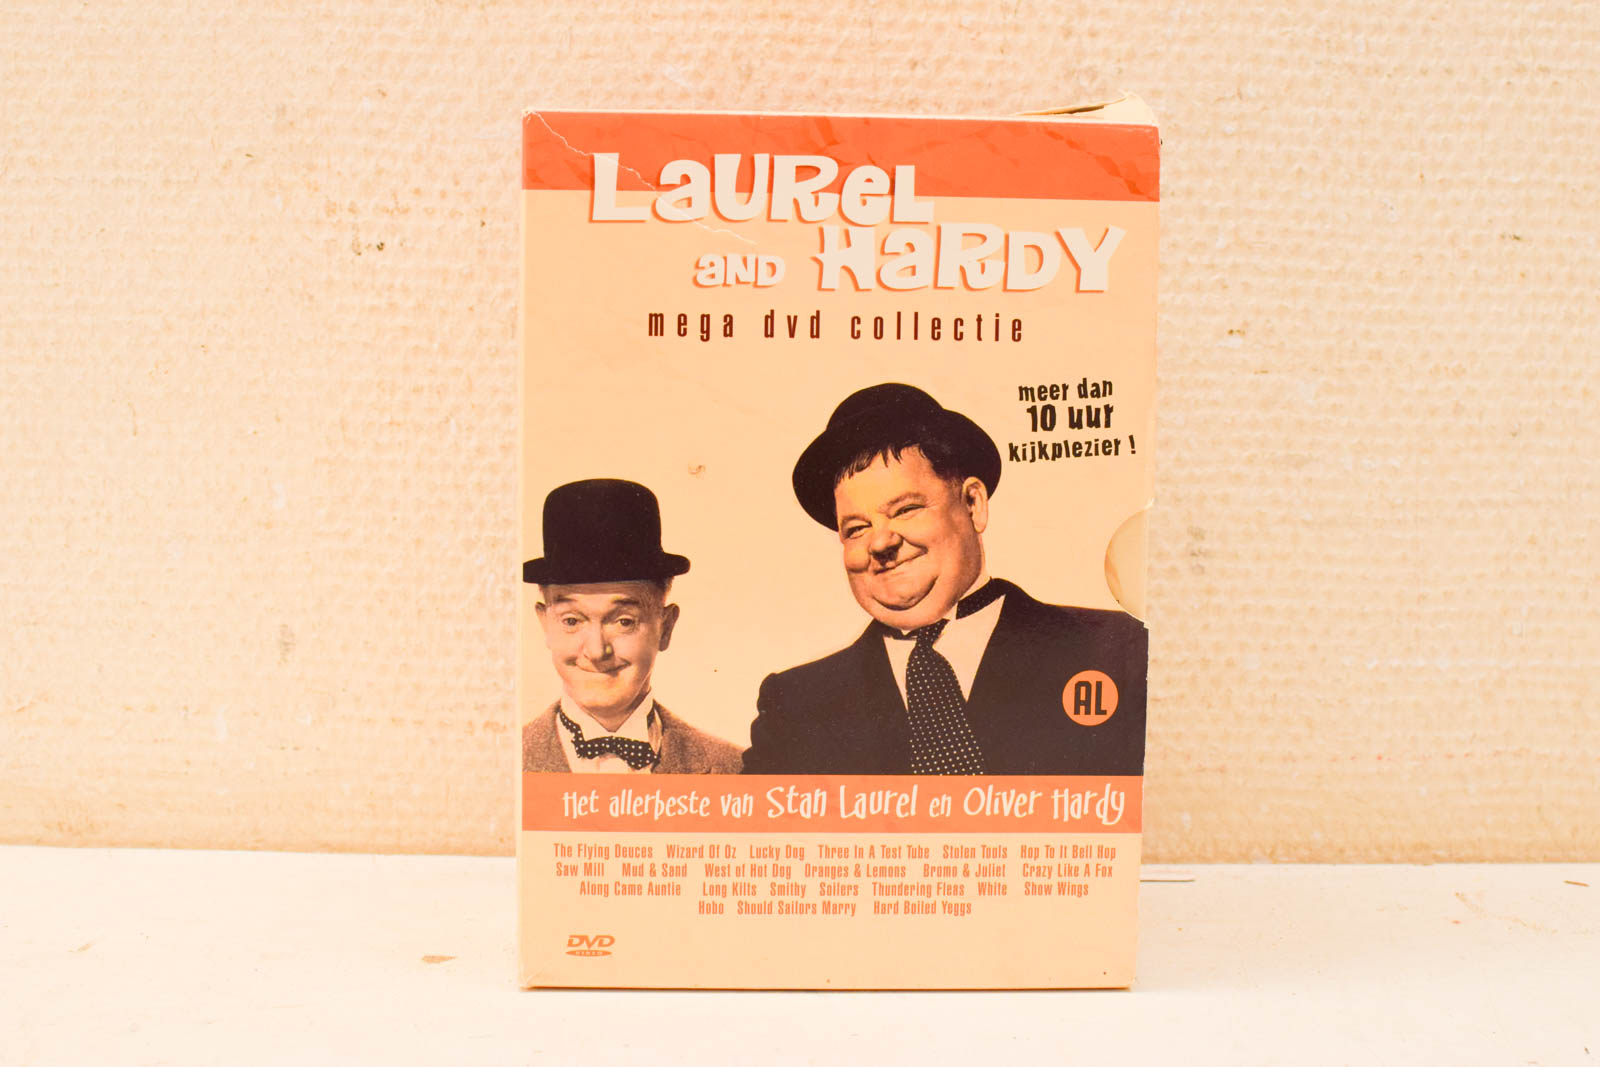 LAUREL
AND HARDY
mega dvd collectie
meer dan
10 uur
kijkplezier !
AL
Het allerbeste van Stan Laurel en Oliver Hardy
The Flying Deuces Wizard Of Oz Lucky Dog Three In A Test Tube Stolen Tools Hop To It Bell Hop
Saw Mill Mud & Sand West of Hot Dog Oranges & Lemons Bromo & Juliet Crazy Like A Fox
Along Came Auntie Long Kilts Smithy Soilers Thundering Fleas White Show Wings
Hobo Should Sailors Marry Hard Boiled Yeggs
DVD
VIDEO